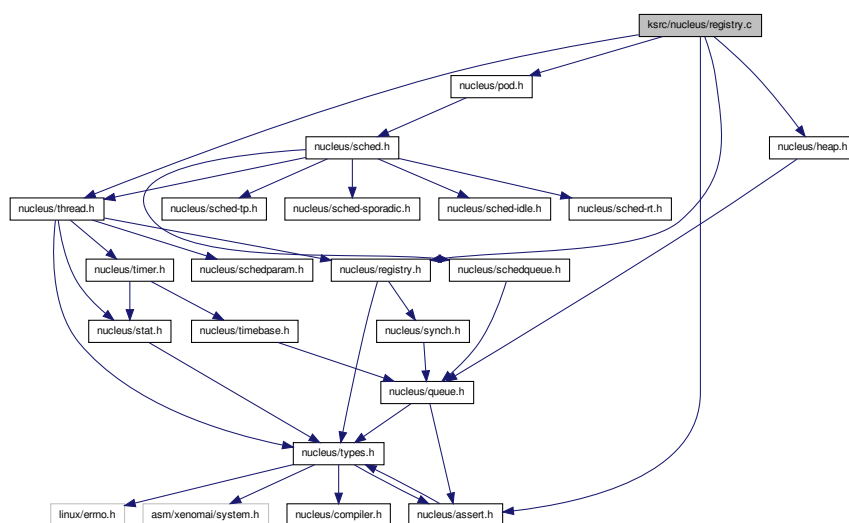 ksrc/nucleus/registry.c
nucleus/pod.h
nucleus/sched.h
nucleus/heap.h
nucleus/thread.h
nucleus/sched-tp.h
nucleus/sched-sporadic.h
nucleus/sched-idle.h
nucleus/sched-rt.h
nucleus/timer.h
nucleus/schedparam.h
nucleus/registry.h
nucleus/schedqueue.h
nucleus/stat.h
nucleus/timebase.h
nucleus/synch.h
nucleus/queue.h
nucleus/types.h
linux/errno.h
asm/xenomai/system.h
nucleus/compiler.h
nucleus/assert.h